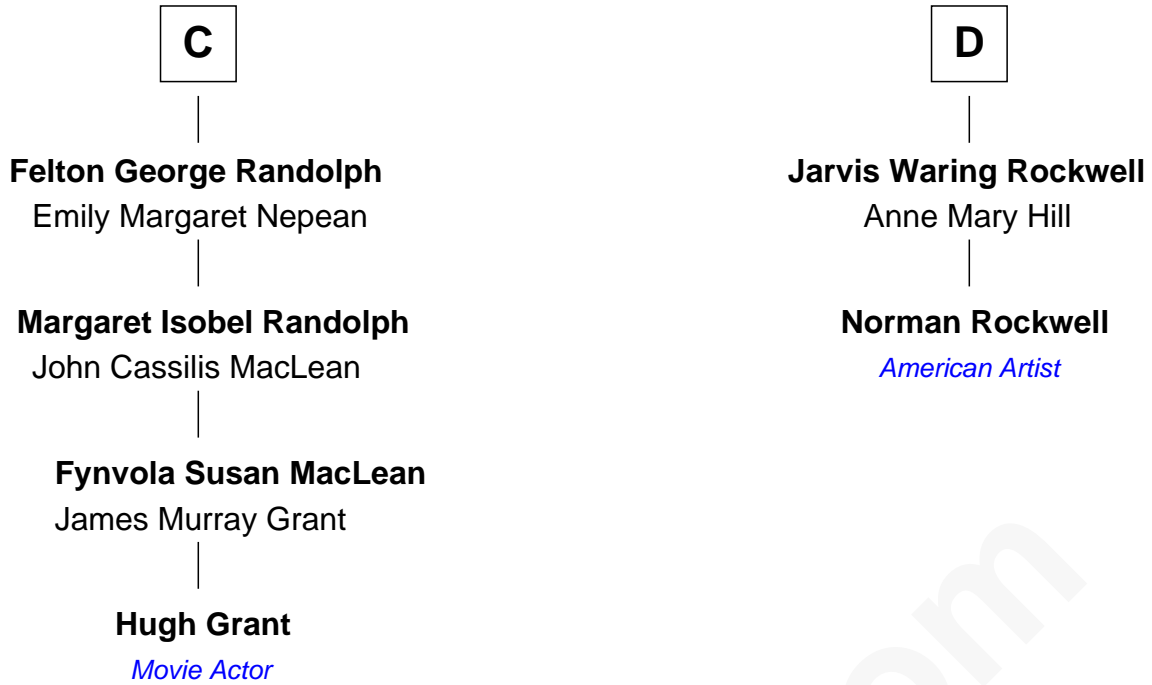 C
Felton George Randolph
Emily Margaret Nepean
Margaret Isobel Randolph
John Cassilis MacLean
Fynvola Susan MacLean
James Murray Grant
Hugh Grant
Movie Actor
D
Jarvis Waring Rockwell
Anne Mary Hill
Norman Rockwell
American Artist
om